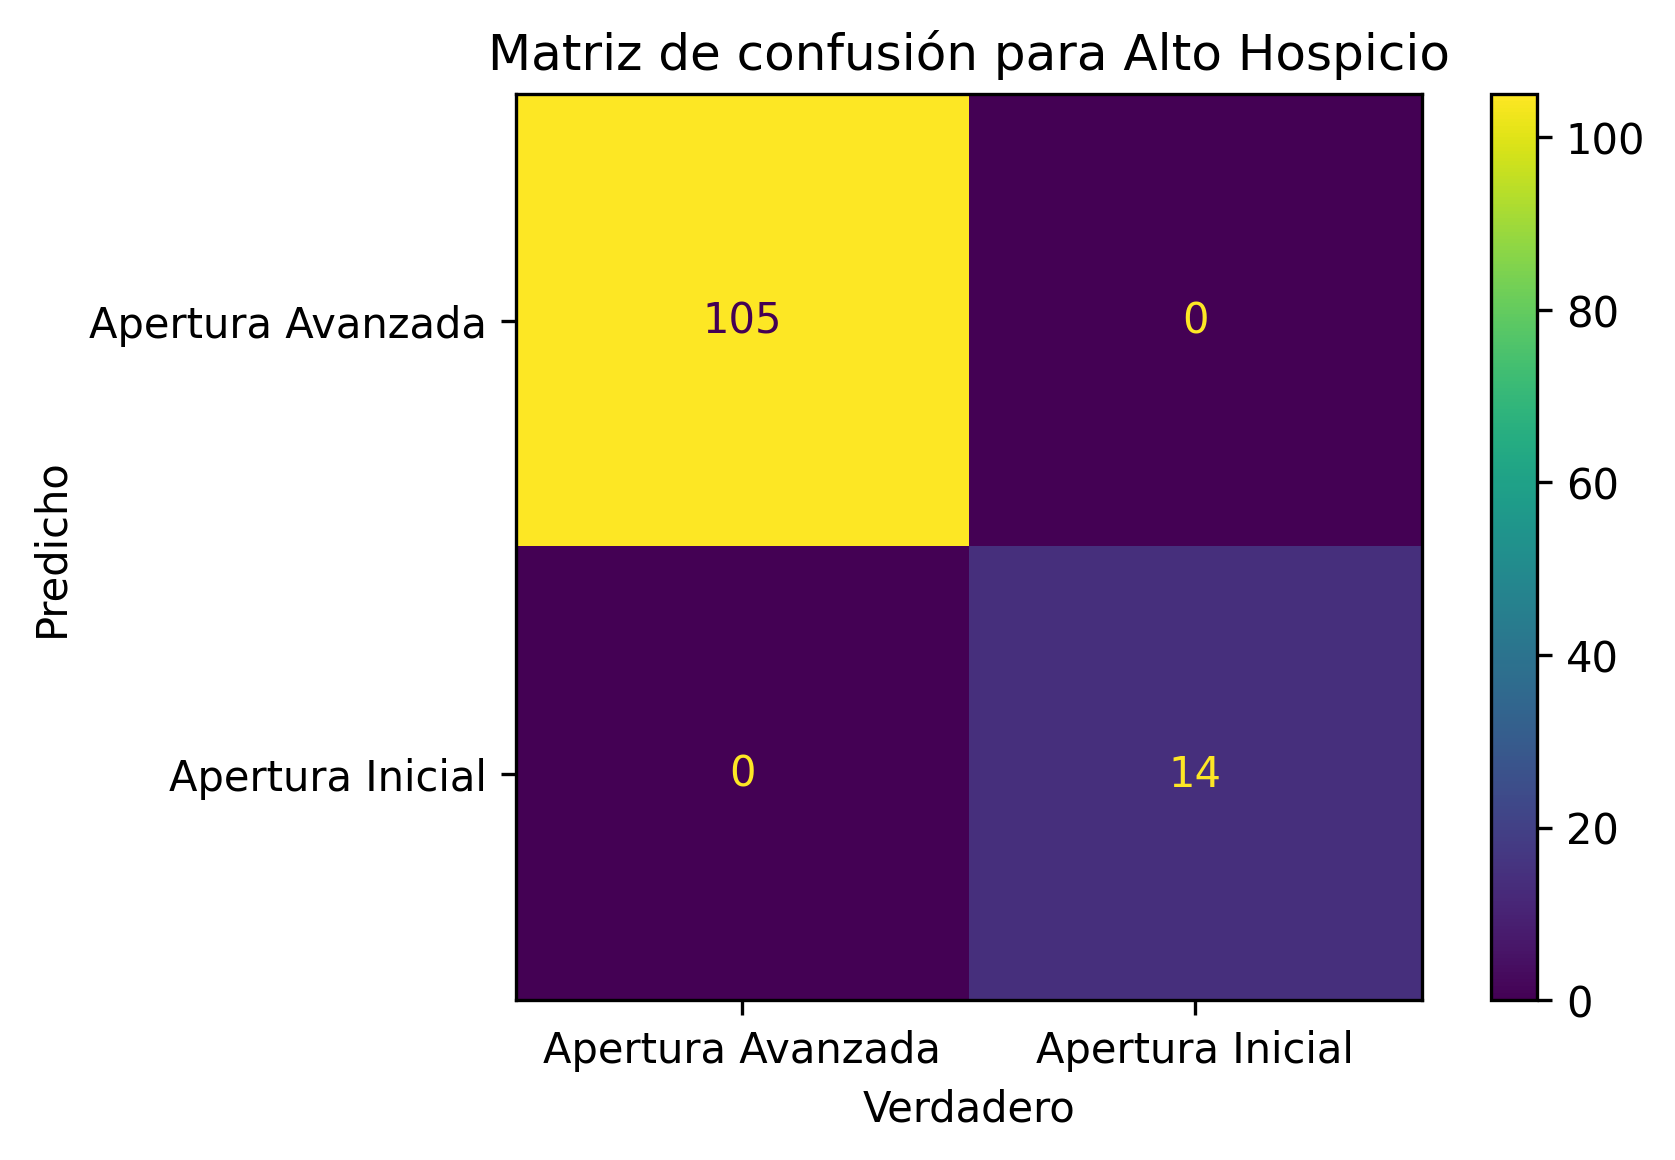 Matriz de confusión para Alto Hospicio
Predicho
Apertura Avanzada
105
0
Apertura Inicial
0
14
Apertura Avanzada
Apertura Inicial
Verdadero
100
80
60
40
20
0